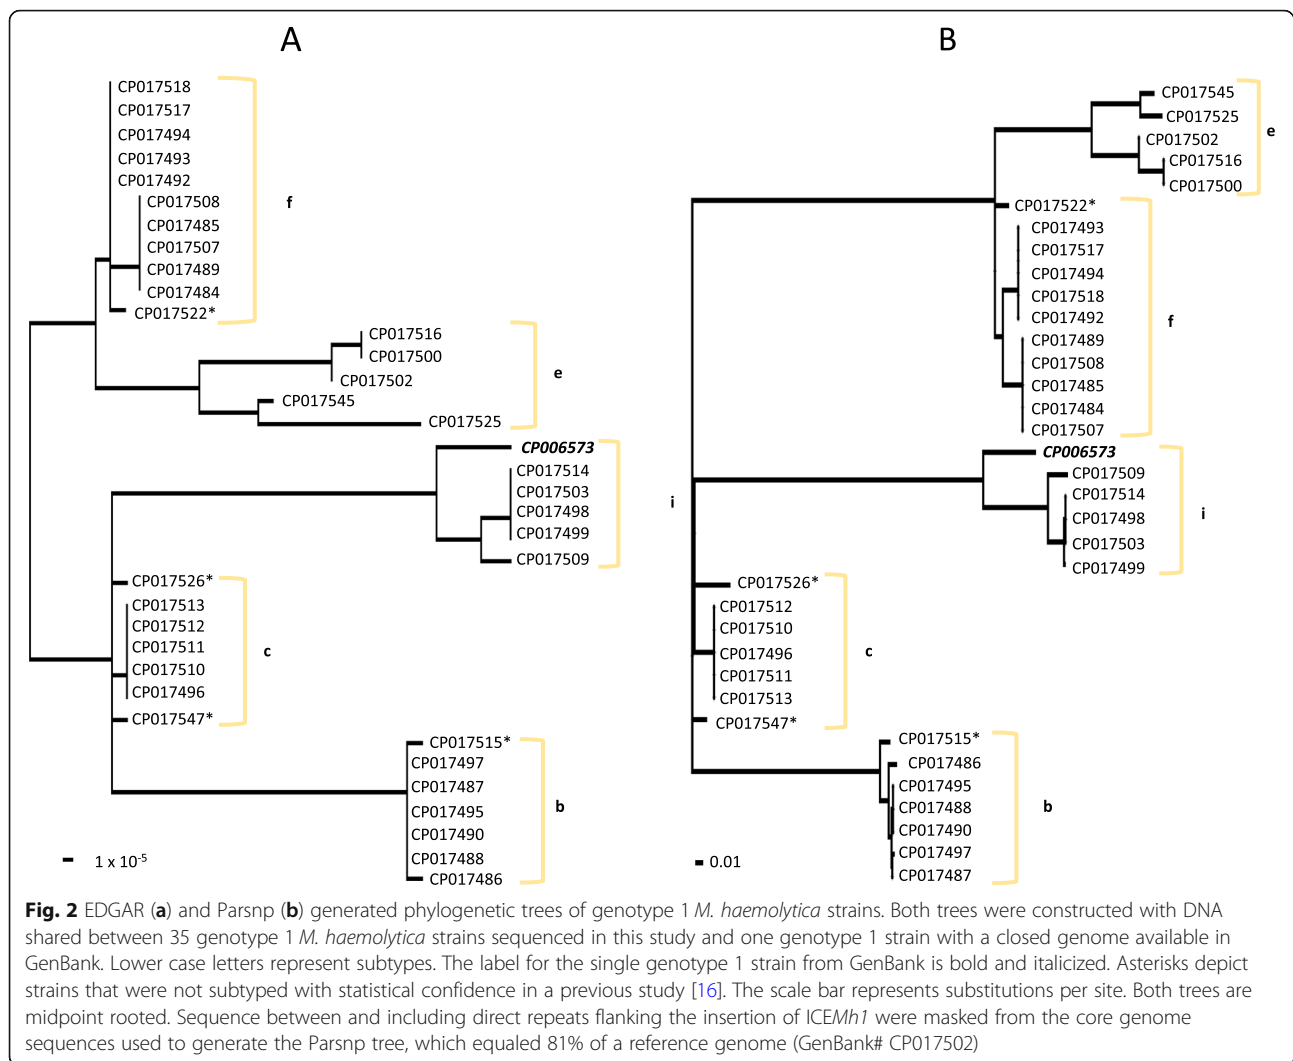 A
CP017518
CP017517
CP017494
CP017493
CP017492
CP017508
CP017485
CP017507
CP017489
CP017484
CP017522*
f
CP017516
CP017500
CP017502
CP017545
CP017525
e
CP006573
CP017514
CP017503
CP017498
CP017499
CP017509
i
CP017526*
CP017513
CP017512
CP017511
CP017510
CP017496
CP017547*
c
CP017515*
CP017497
CP017487
CP017495
CP017490
CP017488
CP017486
b
1 x 10-5
B
CP017545
CP017525
CP017502
CP017516
CP017500
e
CP017522*
CP017493
CP017517
CP017494
CP017518
CP017492
CP017489
CP017508
CP017485
CP017484
CP017507
f
CP006573
CP017509
CP017514
CP017498
CP017503
CP017499
i
CP017526*
CP017512
CP017510
CP017496
CP017511
CP017513
CP017547*
c
CP017515*
CP017486
CP017495
CP017488
CP017490
CP017497
CP017487
b
0.01
Fig. 2 EDGAR (a) and Parsnp (b) generated phylogenetic trees of genotype 1 M. haemolytica strains. Both trees were constructed with DNA
shared between 35 genotype 1 M. haemolytica strains sequenced in this study and one genotype 1 strain with a closed genome available in
GenBank. Lower case letters represent subtypes. The label for the single genotype 1 strain from GenBank is bold and italicized. Asterisks depict
strains that were not subtyped with statistical confidence in a previous study [16]. The scale bar represents substitutions per site. Both trees are
midpoint rooted. Sequence between and including direct repeats flanking the insertion of ICEMh1 were masked from the core genome
sequences used to generate the Parsnp tree, which equaled 81% of a reference genome (GenBank# CP017502)